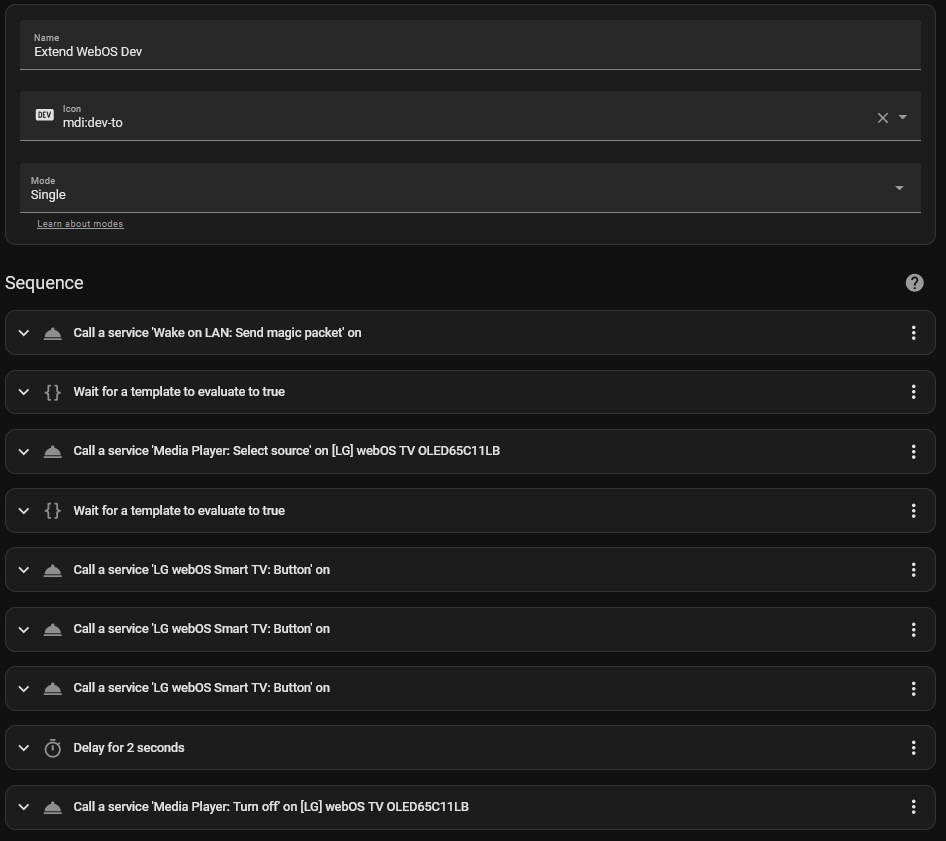 Name
Extend WebOS Dev
DEV
Icon
mdi:dev-to
Mode
Single
Learn about modes
Sequence
?
Call a service 'Wake on LAN: Send magic packet' on
{}
Wait for a template to evaluate to true
Call a service 'Media Player: Select source' on [LG] webOS TV OLED65C11LB
{}
Wait for a template to evaluate to true
Call a service 'LG webOS Smart TV: Button' on
Call a service 'LG webOS Smart TV: Button' on
Call a service 'LG webOS Smart TV: Button' on
Delay for 2 seconds
Call a service 'Media Player: Turn off' on [LG] webOS TV OLED65C11LB